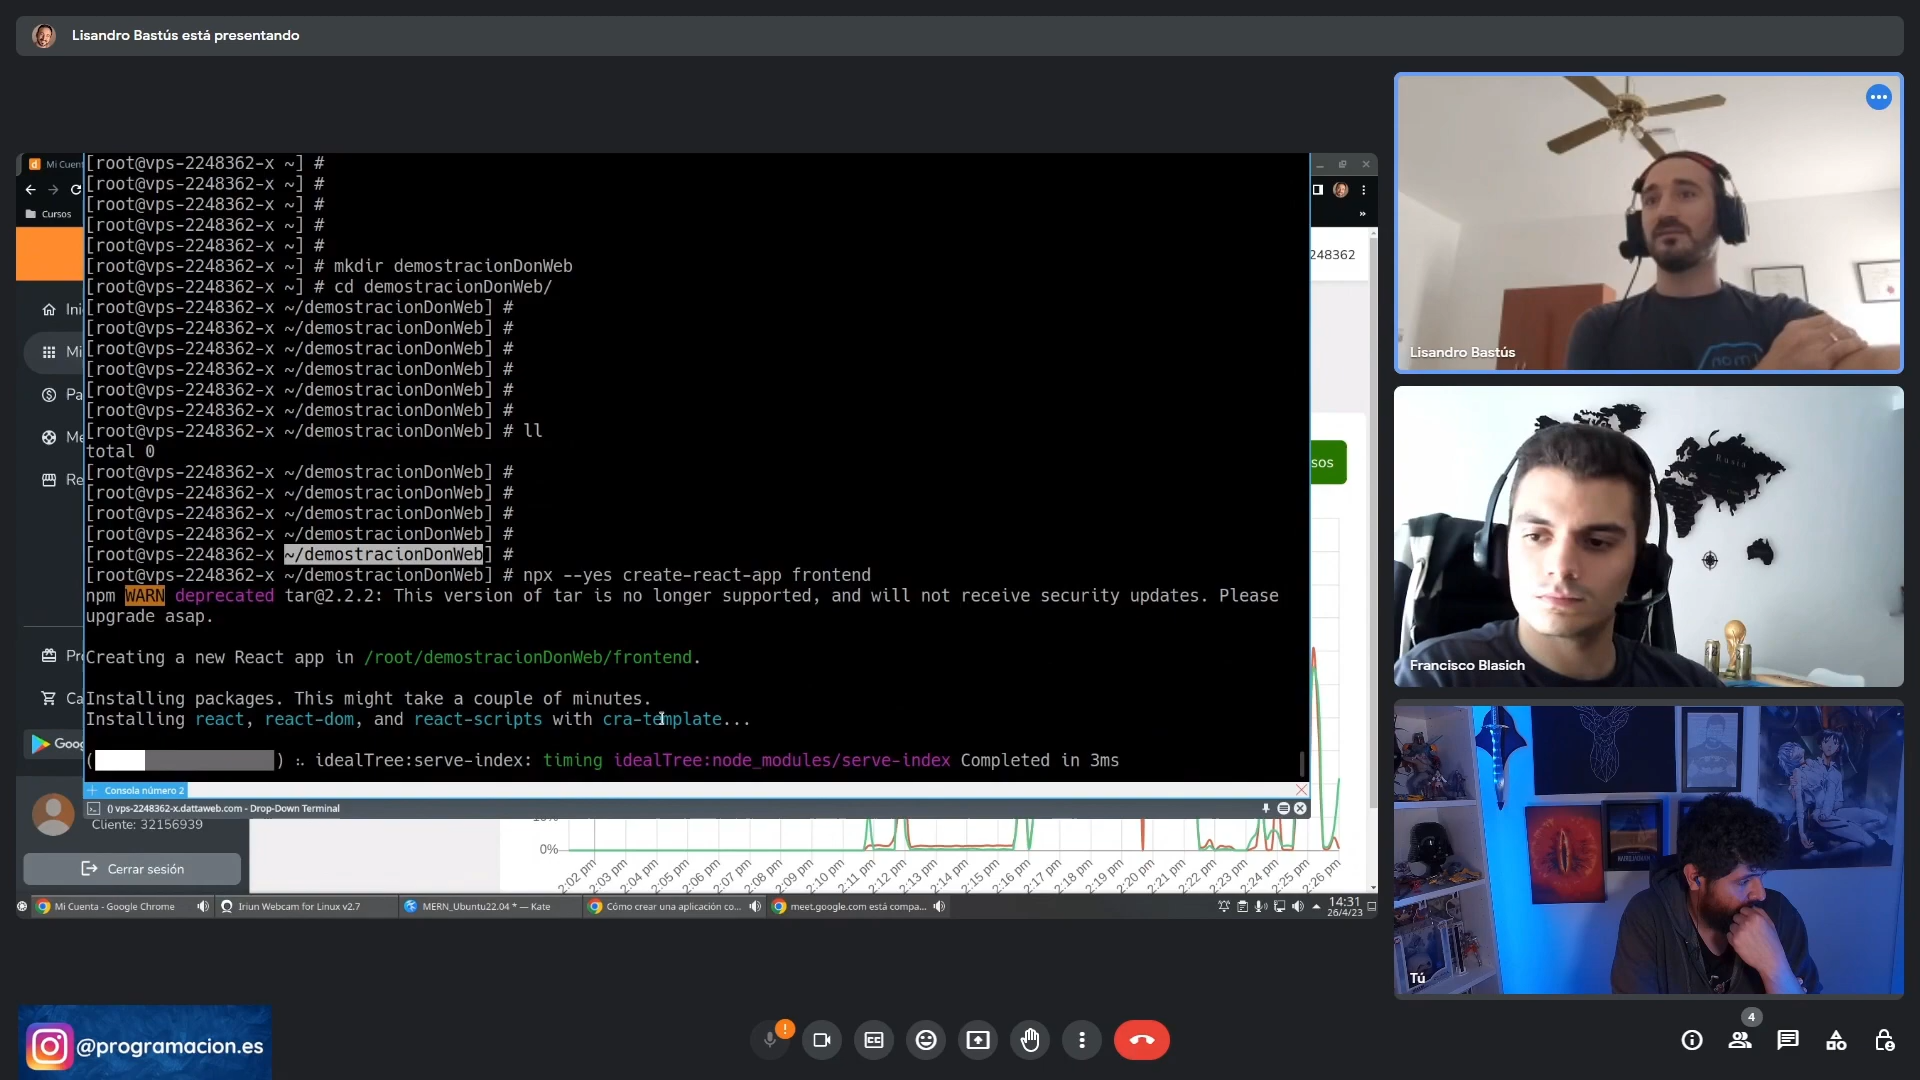 Lisandro Bastús está presentando
[root@vps-2248362-x ~] #
[root@vps-2248362-x ~] #
[root@vps-2248362-x ~] #
[root@vps-2248362-x ~] #
[root@vps-2248362-x ~] #
[root@vps-2248362-x ~] # mkdir demostracionDonWeb
[root@vps-2248362-x ~] # cd demostracionDonWeb/
[root@vps-2248362-x ~/demostracionDonWeb] #
[root@vps-2248362-x ~/demostracionDonWeb] #
[root@vps-2248362-x ~/demostracionDonWeb] #
[root@vps-2248362-x ~/demostracionDonWeb] #
[root@vps-2248362-x ~/demostracionDonWeb] #
[root@vps-2248362-x ~/demostracionDonWeb] #
[root@vps-2248362-x ~/demostracionDonWeb] # ll
total 0
[root@vps-2248362-x ~/demostracionDonWeb] #
[root@vps-2248362-x ~/demostracionDonWeb] #
[root@vps-2248362-x ~/demostracionDonWeb] #
[root@vps-2248362-x ~/demostracionDonWeb] #
[root@vps-2248362-x ~/demostracionDonWeb] #
[root@vps-2248362-x ~/demostracionDonWeb] # npx --yes create-react-app frontend
npm WARN deprecated tar@2.2.2: This version of tar is no longer supported, and will not receive security updates. Please
upgrade asap.
Creating a new React app in /root/demostracionDonWeb/frontend.
Installing packages. This might take a couple of minutes.
Installing react, react-dom, and react-scripts with cra-template...
( ) ⠦ idealTree:serve-index: timing idealTree:node_modules/serve-index Completed in 3ms
Consola número 2
() vps-2248362-x.dattaweb.com - Drop-Down Terminal
Mi Cuen
Cursos
Ini
Mi
Pa
Me
Re
Pr
Ca
Goog
248362
sos
Cliente: 32156939
Cerrar sesión
0%
2:02 pm
2:03 pm
2:04 pm
2:05 pm
2:06 pm
2:07 pm
2:08 pm
2:09 pm
2:10 pm
2:11 pm
2:12 pm
2:13 pm
2:14 pm
2:15 pm
2:16 pm
2:17 pm
2:18 pm
2:19 pm
2:20 pm
2:21 pm
2:22 pm
2:23 pm
2:24 pm
2:25 pm
2:26 pm
Mi Cuenta - Google Chrome
Iriun Webcam for Linux v2.7
MERN_Ubuntu22.04 * — Kate
Cómo crear una aplicación co...
meet.google.com está compa...
14:31
26/4/23
Lisandro Bastús
Rusia
Francisco Blasich
Tú
@programacion.es
4